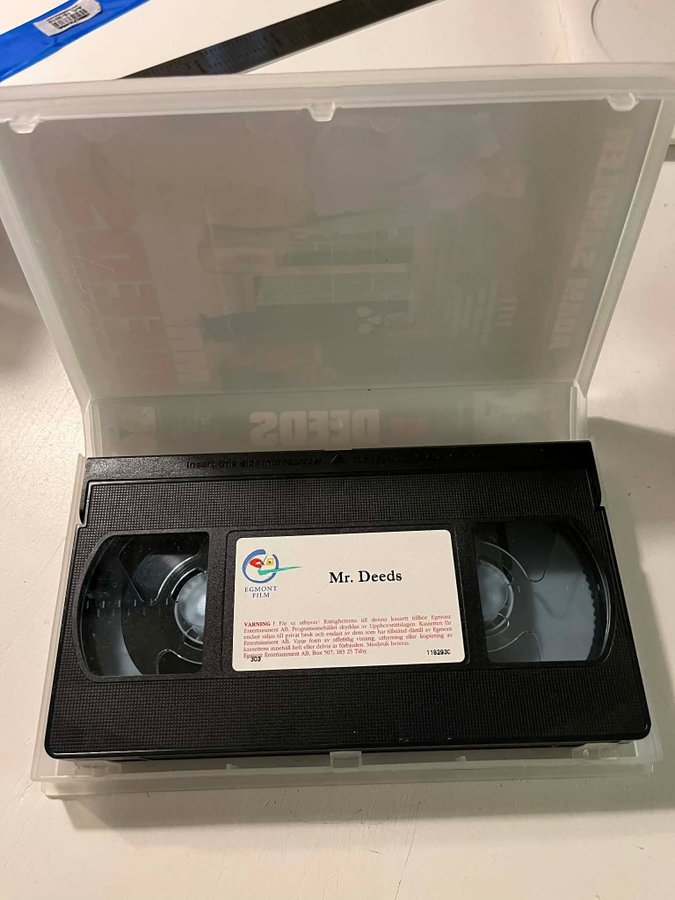 DEEDS
Insert this side into recorder
EGMONT
FILM
Mr. Deeds
VARNING ! Får ej uthyras! Rättigheterna till denna kassett tillhör Egmont
Entertainment AB. Programinnehållet skyddas av Upphovsrättslagen. Kassetten får
endast säljas till privat bruk och endast av dem som har tillstånd därtill av Egmont
Entertainment AB. Varje form av offentlig visning, uthyrning eller kopiering av
kassettens innehåll helt eller delvis är förbjuden. Missbruk beivras.
Egmont Entertainment AB, Box 507, 183 25 Täby
303